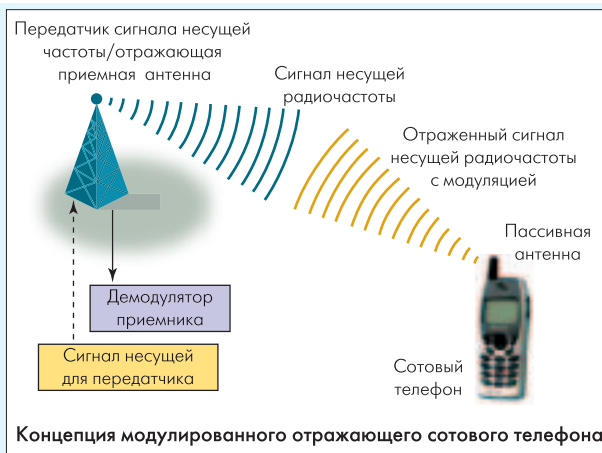 Передатчик сигнала несущей
частоты/отражающая
приемная антенна
Сигнал несущей
радиочастоты
Отраженный сигнал
несущей радиочастоты
с модуляцией
Пассивная
антенна
Демодулятор
приемника
Сигнал несущей
для передатчика
Сотовый
телефон
Концепция модулированного отражающего сотового телефона